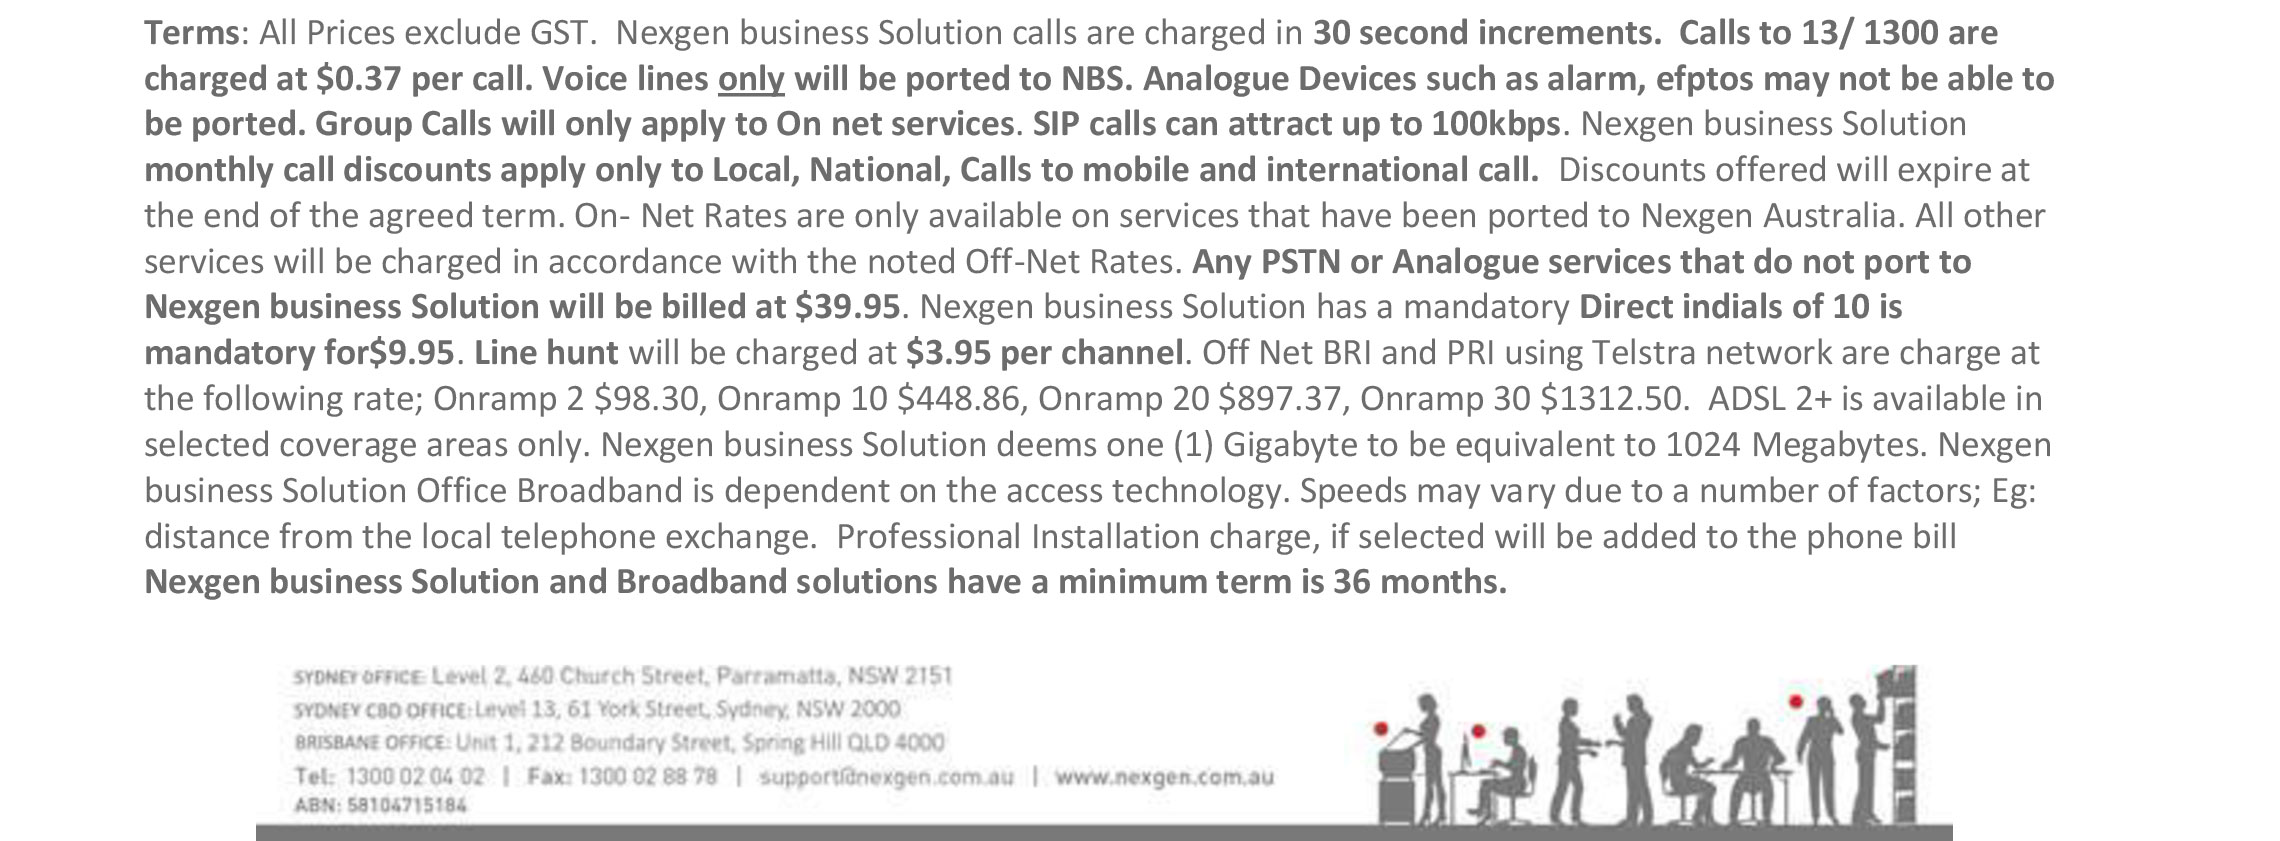 Terms: All Prices exclude GST.  Nexgen business Solution calls are charged in 30 second increments.  Calls to 13/ 1300 are
charged at $0.37 per call. Voice lines only will be ported to NBS. Analogue Devices such as alarm, efptos may not be able to
be ported. Group Calls will only apply to On net services. SIP calls can attract up to 100kbps. Nexgen business Solution
monthly call discounts apply only to Local, National, Calls to mobile and international call.  Discounts offered will expire at
the end of the agreed term. On- Net Rates are only available on services that have been ported to Nexgen Australia. All other
services will be charged in accordance with the noted Off-Net Rates. Any PSTN or Analogue services that do not port to
Nexgen business Solution will be billed at $39.95. Nexgen business Solution has a mandatory Direct indials of 10 is
mandatory for$9.95. Line hunt will be charged at $3.95 per channel. Off Net BRI and PRI using Telstra network are charge at
the following rate; Onramp 2 $98.30, Onramp 10 $448.86, Onramp 20 $897.37, Onramp 30 $1312.50.  ADSL 2+ is available in
selected coverage areas only. Nexgen business Solution deems one (1) Gigabyte to be equivalent to 1024 Megabytes. Nexgen
business Solution Office Broadband is dependent on the access technology. Speeds may vary due to a number of factors; Eg:
distance from the local telephone exchange.  Professional Installation charge, if selected will be added to the phone bill
Nexgen business Solution and Broadband solutions have a minimum term is 36 months.
SYDNEY OFFICE: Level 2, 460 Church Street, Parramatta, NSW 2151
SYDNEY CBD OFFICE: Level 13, 61 York Street, Sydney, NSW 2000
BRISBANE OFFICE: Unit 1, 212 Boundary Street, Spring Hill QLD 4000
Tel: 1300 02 04 02 | Fax: 1300 02 88 78 | support@nexgen.com.au | www.nexgen.com.au
ABN: 58104715184